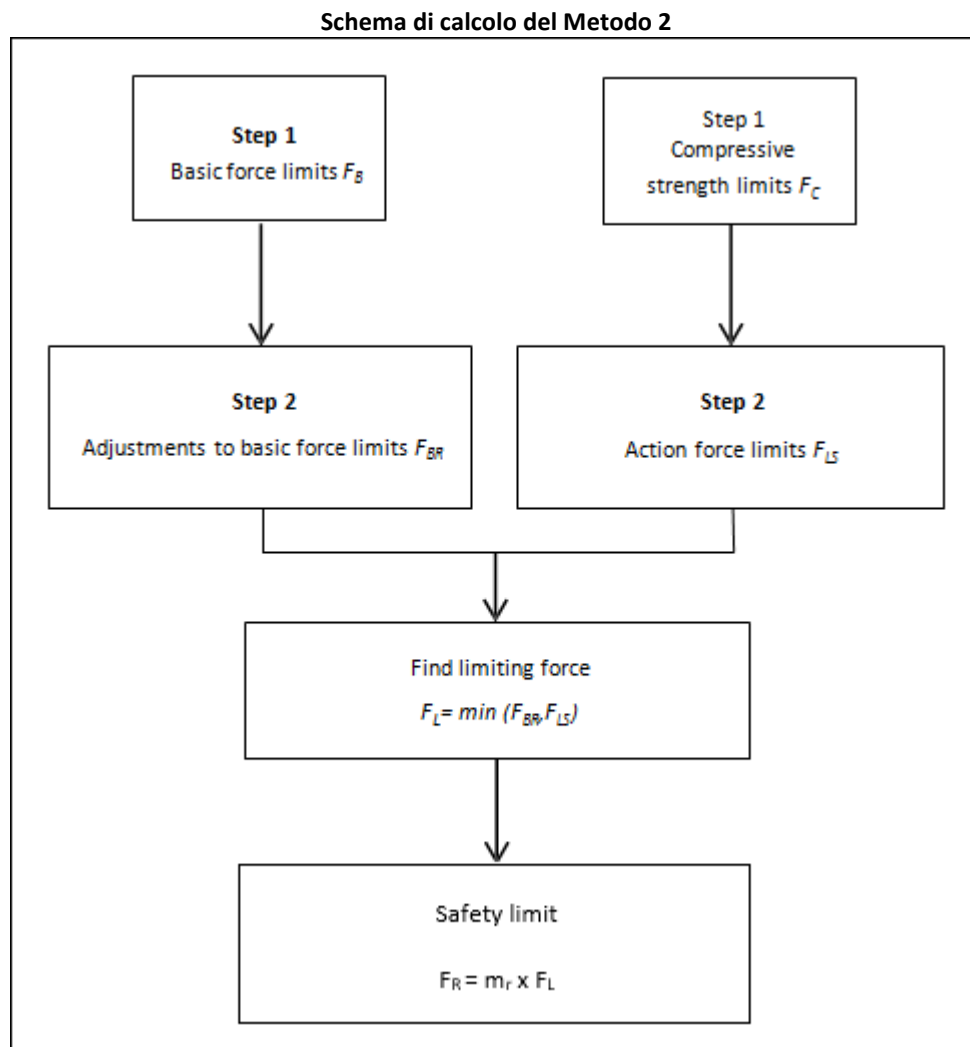 Schema di calcolo del Metodo 2
Step 1
Basic force limits F_B
Step 1
Compressive
strength limits F_C
Step 2
Adjustments to basic force limits F_BR
Step 2
Action force limits F_LS
Find limiting force
F_L= min (F_BR,F_LS)
Safety limit
F_R = m_r x F_L